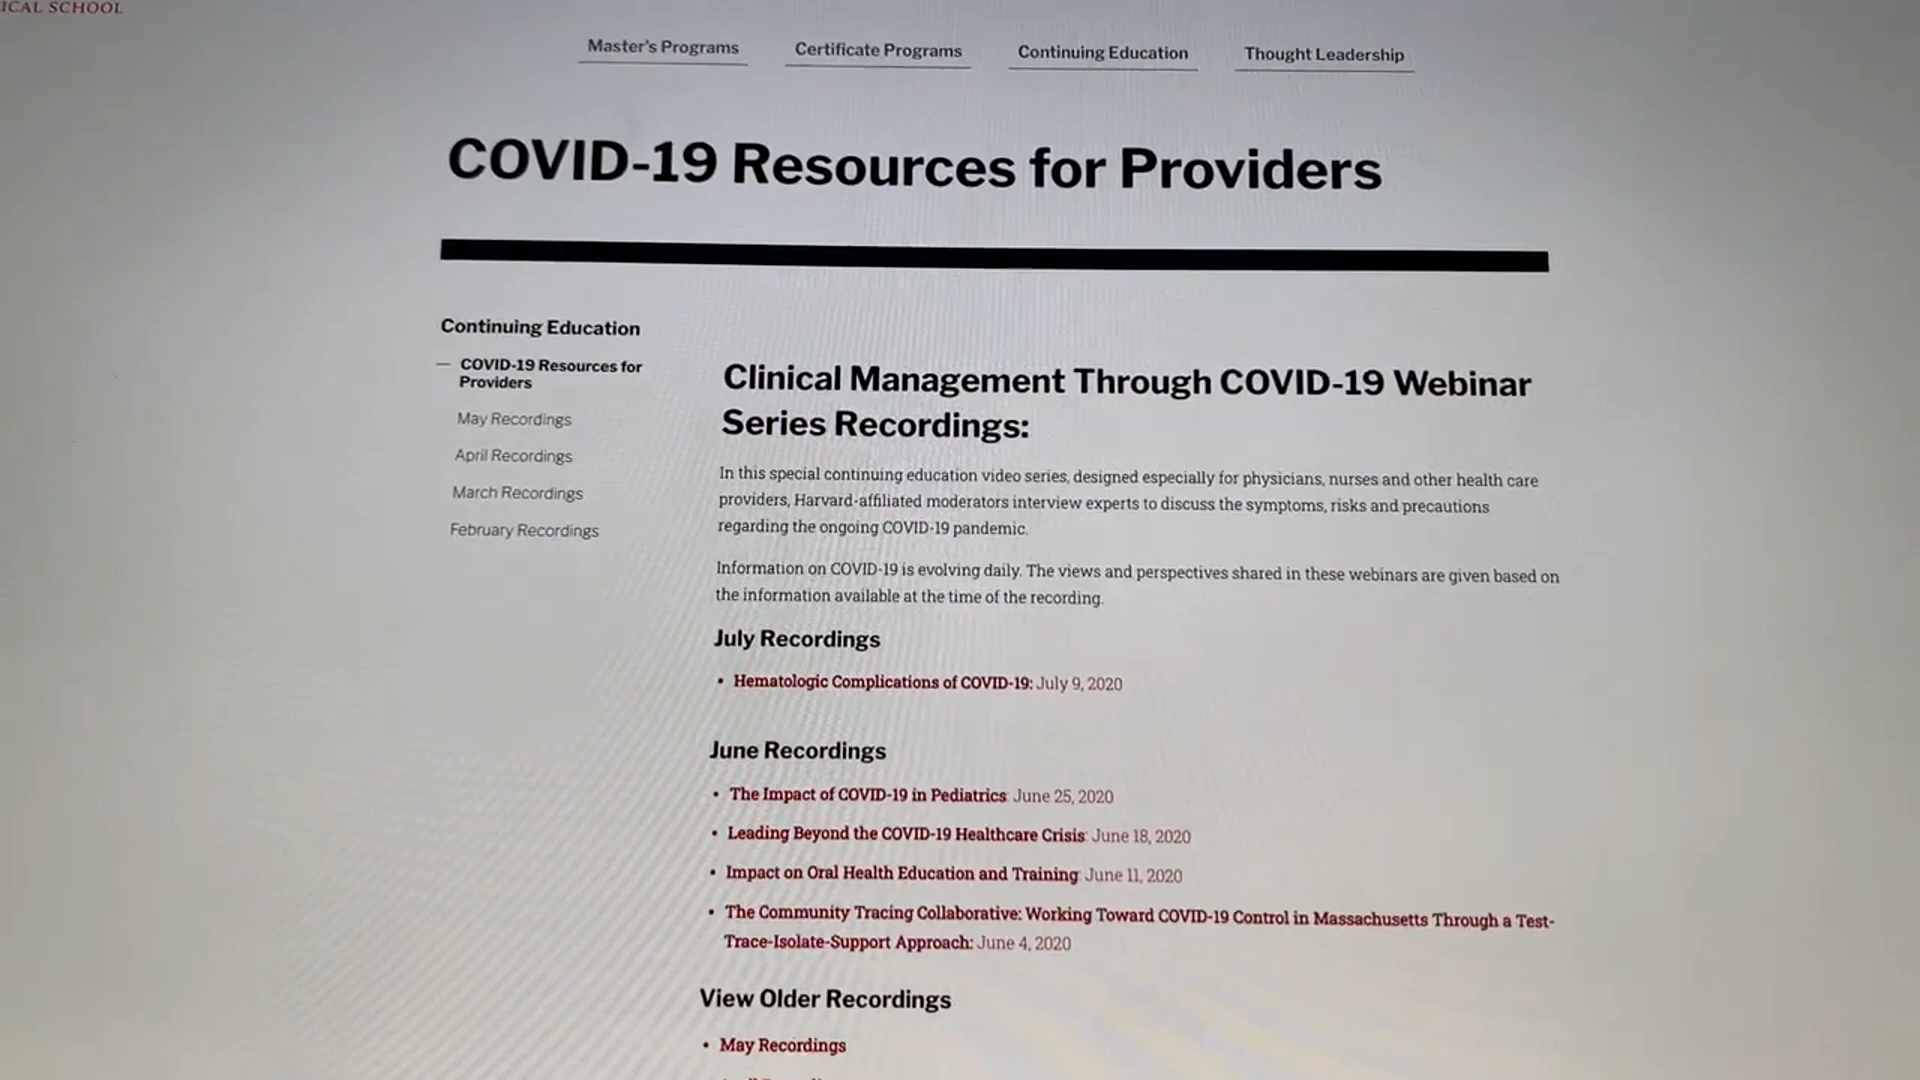 ICAL SCHOOL
Master's Programs
Certificate Programs
Continuing Education
Thought Leadership
COVID-19 Resources for Providers
Continuing Education
— COVID-19 Resources for
Providers
May Recordings
April Recordings
March Recordings
February Recordings
Clinical Management Through COVID-19 Webinar
Series Recordings:
In this special continuing education video series, designed especially for physicians, nurses and other health care
providers, Harvard-affiliated moderators interview experts to discuss the symptoms, risks and precautions
regarding the ongoing COVID-19 pandemic.
Information on COVID-19 is evolving daily. The views and perspectives shared in these webinars are given based on
the information available at the time of the recording.
July Recordings
• Hematologic Complications of COVID-19: July 9, 2020
June Recordings
• The Impact of COVID-19 in Pediatrics: June 25, 2020
• Leading Beyond the COVID-19 Healthcare Crisis: June 18, 2020
• Impact on Oral Health Education and Training: June 11, 2020
• The Community Tracing Collaborative: Working Toward COVID-19 Control in Massachusetts Through a Test-
Trace-Isolate-Support Approach: June 4, 2020
View Older Recordings
• May Recordings